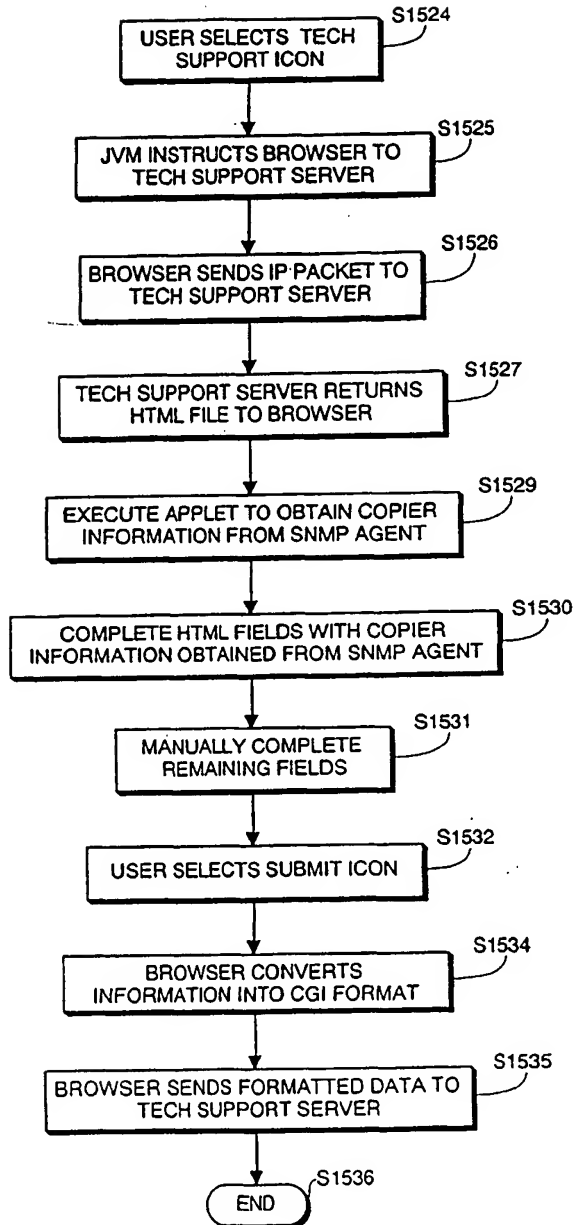 S1524
USER SELECTS TECH
SUPPORT ICON
S1525
JVM INSTRUCTS BROWSER TO
TECH SUPPORT SERVER
S1526
BROWSER SENDS IP PACKET TO
TECH SUPPORT SERVER
S1527
TECH SUPPORT SERVER RETURNS
HTML FILE TO BROWSER
S1529
EXECUTE APPLET TO OBTAIN COPIER
INFORMATION FROM SNMP AGENT
S1530
COMPLETE HTML FIELDS WITH COPIER
INFORMATION OBTAINED FROM SNMP AGENT
S1531
MANUALLY COMPLETE
REMAINING FIELDS
S1532
USER SELECTS SUBMIT ICON
S1534
BROWSER CONVERTS
INFORMATION INTO CGI FORMAT
S1535
BROWSER SENDS FORMATTED DATA TO
TECH SUPPORT SERVER
S1536
END